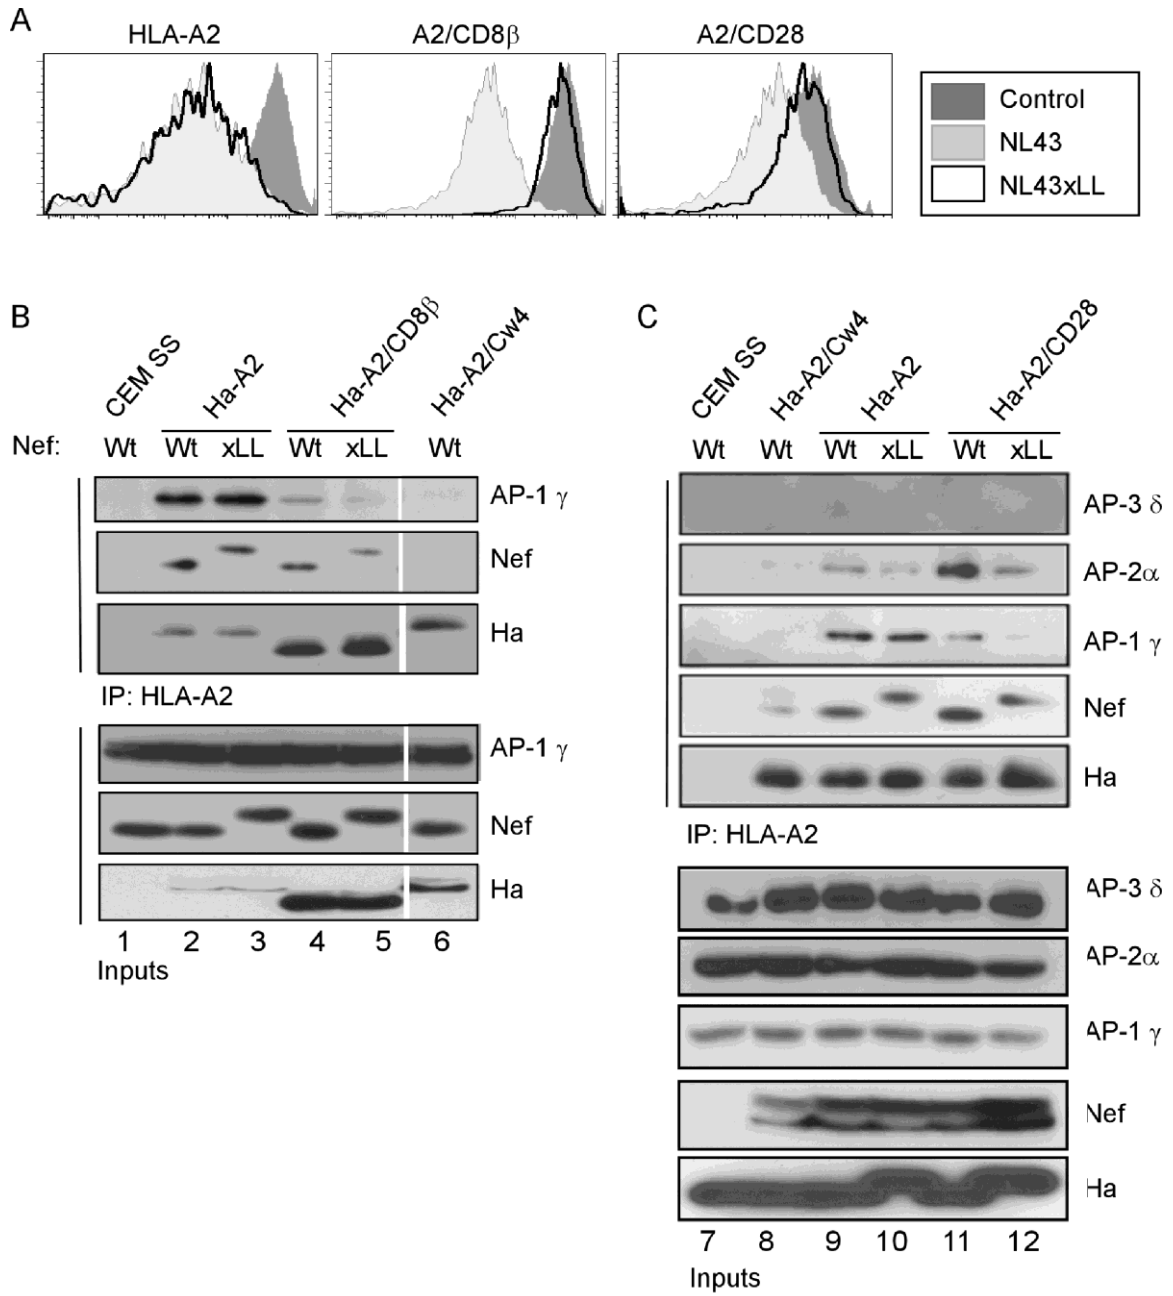 A
HLA-A2
A2/CD8β
A2/CD28
Control
NL43
NL43xLL
B
CEM SS
Ha-A2
Ha-A2/CD8β
Ha-A2/Cw4
Nef: Wt Wt xLL Wt xLL Wt
AP-1 γ
Nef
Ha
IP: HLA-A2
AP-1 γ
Nef
Ha
1 2 3 4 5 6
Inputs
C
CEM SS
Ha-A2/Cw4
Ha-A2
Ha-A2/CD28
Wt Wt Wt xLL Wt xLL
AP-3 δ
AP-2α
AP-1 γ
Nef
Ha
IP: HLA-A2
AP-3 δ
AP-2α
AP-1 γ
Nef
Ha
7 8 9 10 11 12
Inputs